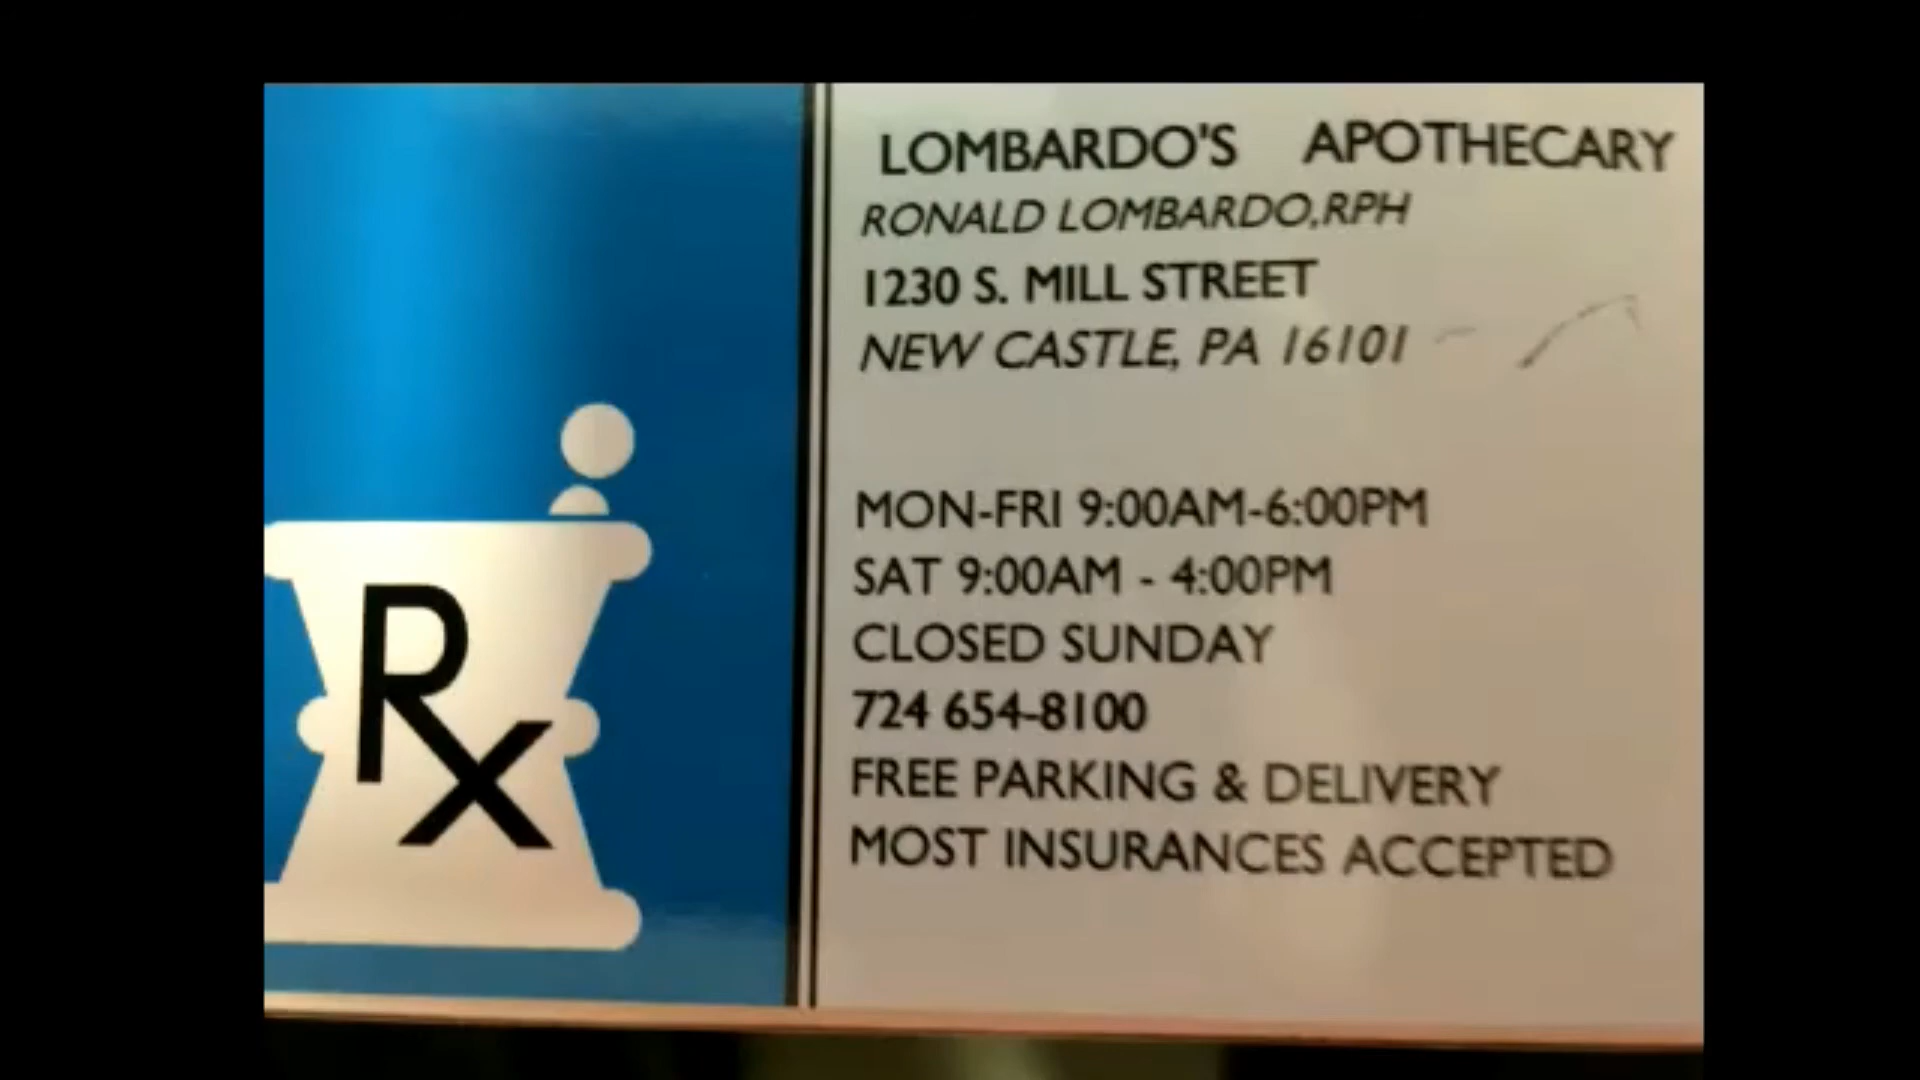 LOMBARDO'S APOTHECARY
RONALD LOMBARDO,RPH
1230 S. MILL STREET
NEW CASTLE, PA 16101
MON-FRI 9:00AM-6:00PM
SAT 9:00AM - 4:00PM
CLOSED SUNDAY
724 654-8100
FREE PARKING & DELIVERY
MOST INSURANCES ACCEPTED
Rx